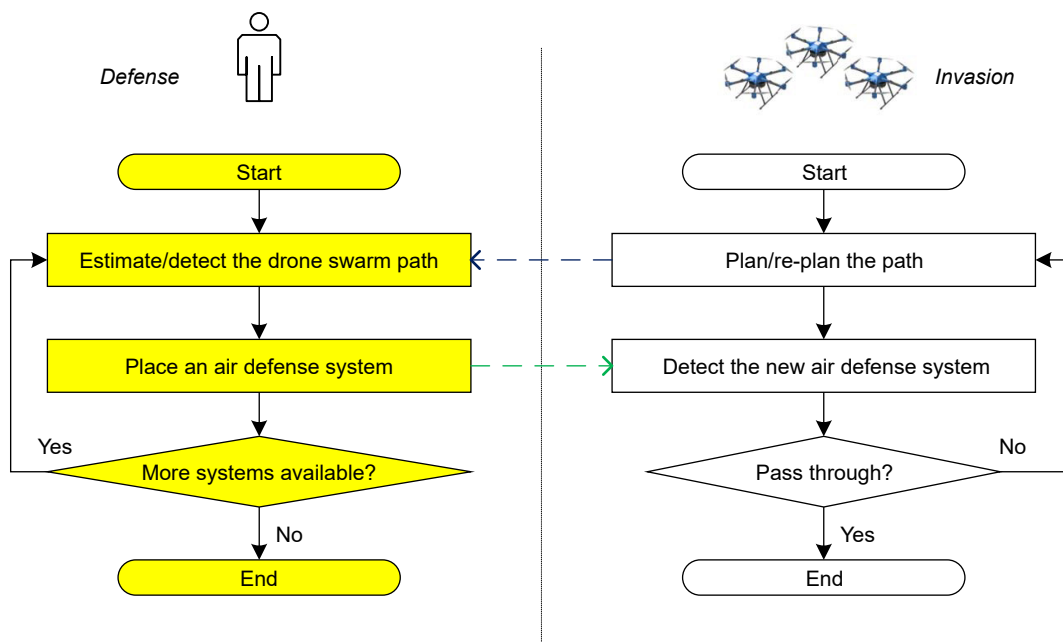 Defense
Invasion
Start
Start
Estimate/detect the drone swarm path
Plan/re-plan the path
Place an air defense system
Detect the new air defense system
Yes
No
More systems available?
Pass through?
No
Yes
End
End